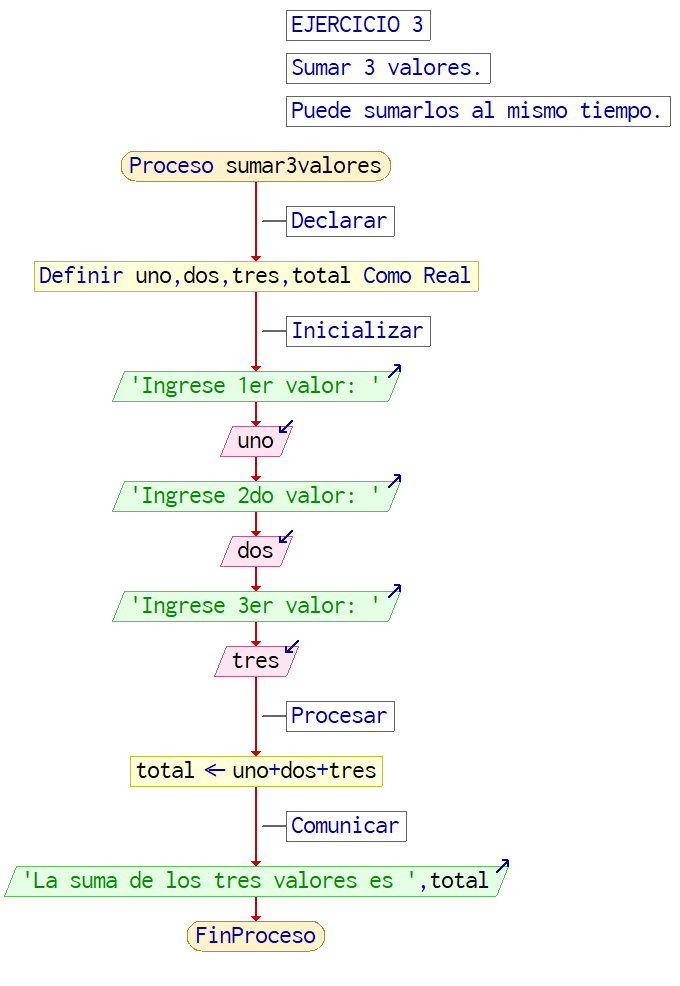 EJERCICIO 3
Sumar 3 valores.
Puede sumarlos al mismo tiempo.
Proceso sumar3valores
Declarar
Definir uno,dos,tres,total Como Real
Inicializar
'Ingrese 1er valor: '
uno
'Ingrese 2do valor: '
dos
'Ingrese 3er valor: '
tres
Procesar
total ← uno+dos+tres
Comunicar
'La suma de los tres valores es ',total
FinProceso